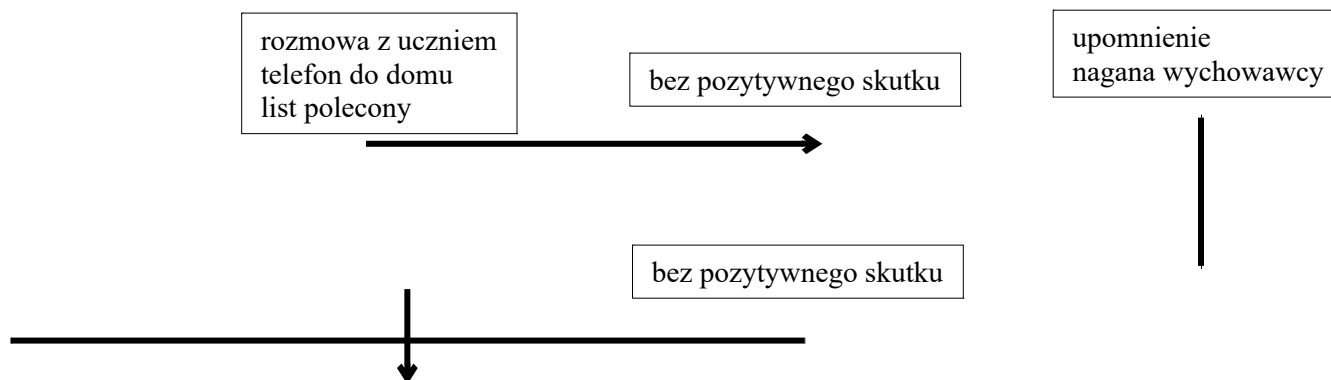 rozmowa z uczniem
telefon do domu
list polecony
bez pozytywnego skutku
upomnienie
nagana wychowawcy
bez pozytywnego skutku